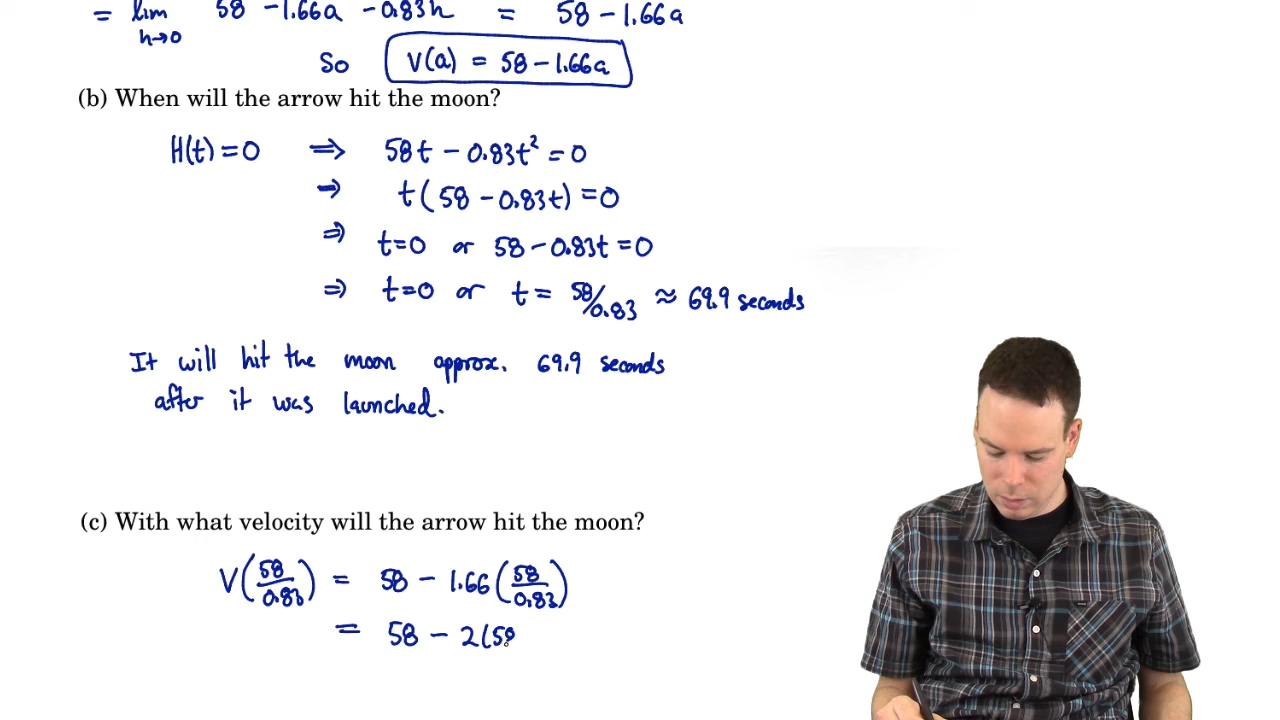 = lim h→0 58 - 1.66a - 0.83h = 58 - 1.66a
So V(a) = 58 - 1.66a
(b) When will the arrow hit the moon?
H(t) = 0 ⟹ 58t - 0.83t² = 0
⇒ t(58 - 0.83t) = 0
⇒ t=0 or 58 - 0.83t = 0
⇒ t=0 or t = 58/0.83 ≈ 69.9 seconds
It will hit the moon approx. 69.9 seconds
after it was launched.
(c) With what velocity will the arrow hit the moon?
V(58/0.83) = 58 - 1.66(58/0.83)
= 58 - 2(58